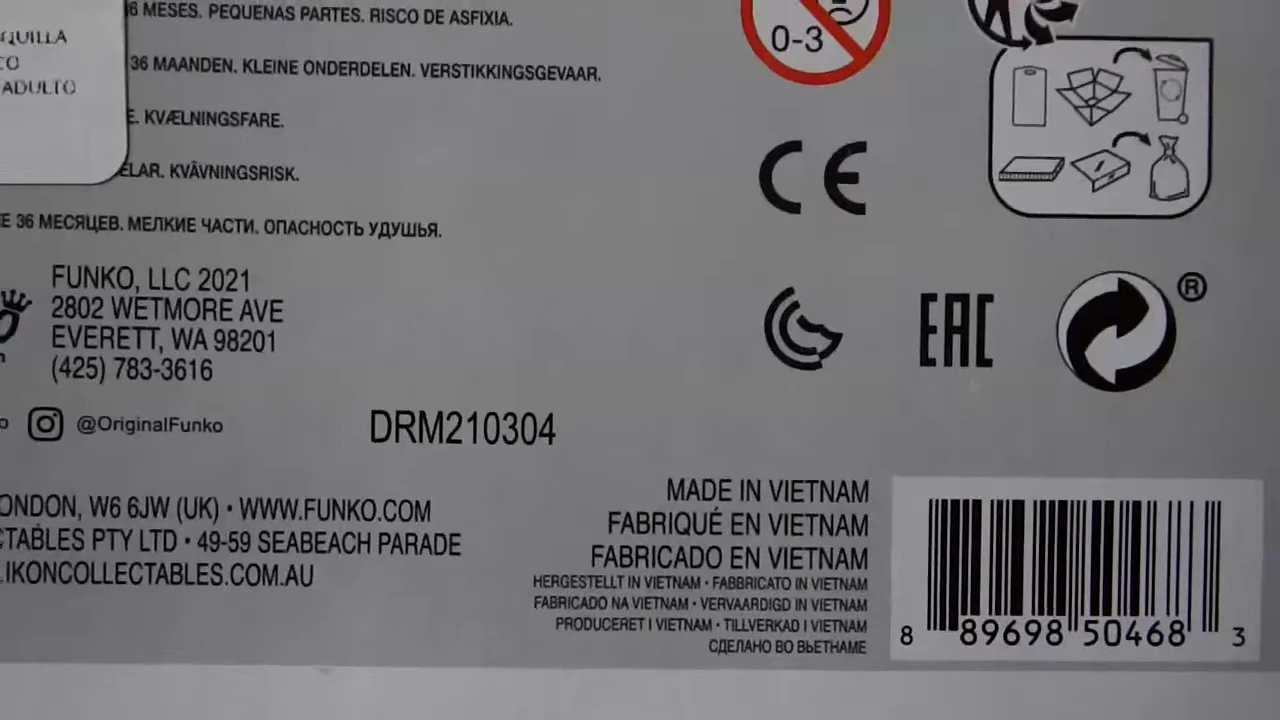 QUILLA
CO
ADULTO
36 MESES. PEQUENAS PARTES. RISCO DE ASFIXIA.
36 MAANDEN. KLEINE ONDERDELEN. VERSTIKKINGSGEVAAR.
E. KVÆLNINGSFARE.
ELAR. KVÄVNINGSRISK.
Е 36 МЕСЯЦЕВ. МЕЛКИЕ ЧАСТИ. ОПАСНОСТЬ УДУШЬЯ.
0-3
CE
FUNKO, LLC 2021
2802 WETMORE AVE
EVERETT, WA 98201
(425) 783-3616
EAC
®
@OriginalFunko
DRM210304
ONDON, W6 6JW (UK) • WWW.FUNKO.COM
CTABLES PTY LTD • 49-59 SEABEACH PARADE
.IKONCOLLECTABLES.COM.AU
MADE IN VIETNAM
FABRIQUÉ EN VIETNAM
FABRICADO EN VIETNAM
HERGESTELLT IN VIETNAM • FABBRICATO IN VIETNAM
FABRICADO NA VIETNAM • VERVAARDIGD IN VIETNAM
PRODUCERET I VIETNAM • TILLVERKAD I VIETNAM
СДЕЛАНО ВО ВЬЕТНАМЕ
8 89698 50468 3